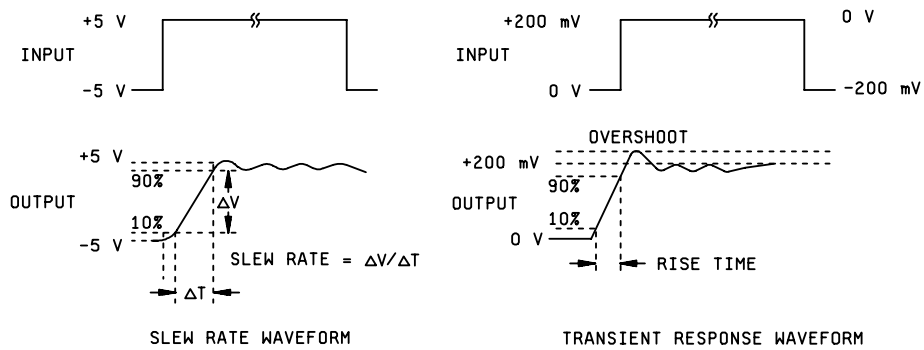 +5 V
INPUT
-5 V
+5 V
90%
OUTPUT
ΔV
10%
-5 V
SLEW RATE = ΔV/ΔT
ΔT
SLEW RATE WAVEFORM
+200 mV
0 V
INPUT
0 V
-200 mV
OVERSHOOT
+200 mV
90%
OUTPUT
10%
0 V
RISE TIME
TRANSIENT RESPONSE WAVEFORM